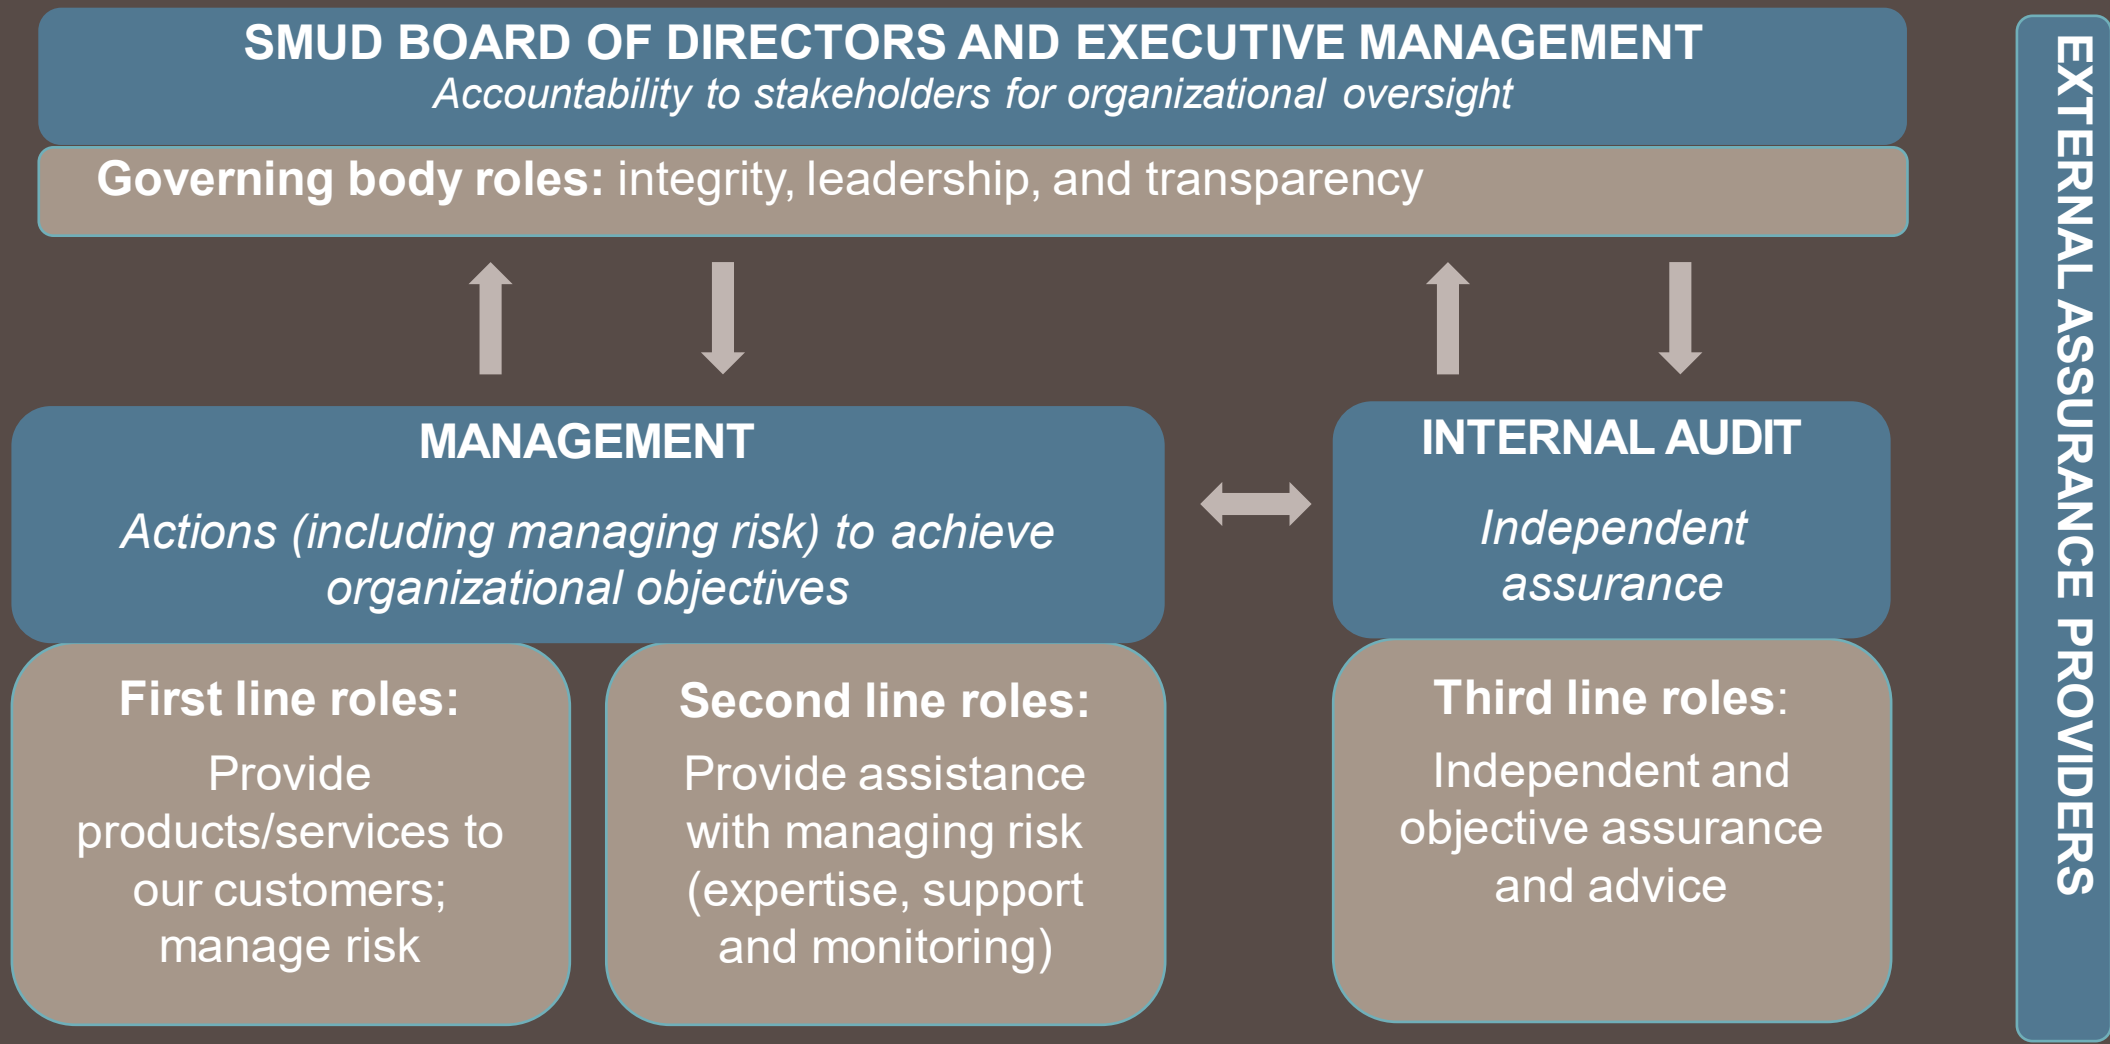 SMUD BOARD OF DIRECTORS AND EXECUTIVE MANAGEMENT
Accountability to stakeholders for organizational oversight
Governing body roles: integrity, leadership, and transparency
MANAGEMENT
Actions (including managing risk) to achieve
organizational objectives
INTERNAL AUDIT
Independent
assurance
First line roles:
Provide
products/services to
our customers;
manage risk
Second line roles:
Provide assistance
with managing risk
(expertise, support
and monitoring)
Third line roles:
Independent and
objective assurance
and advice
EXTERNAL ASSURANCE PROVIDERS